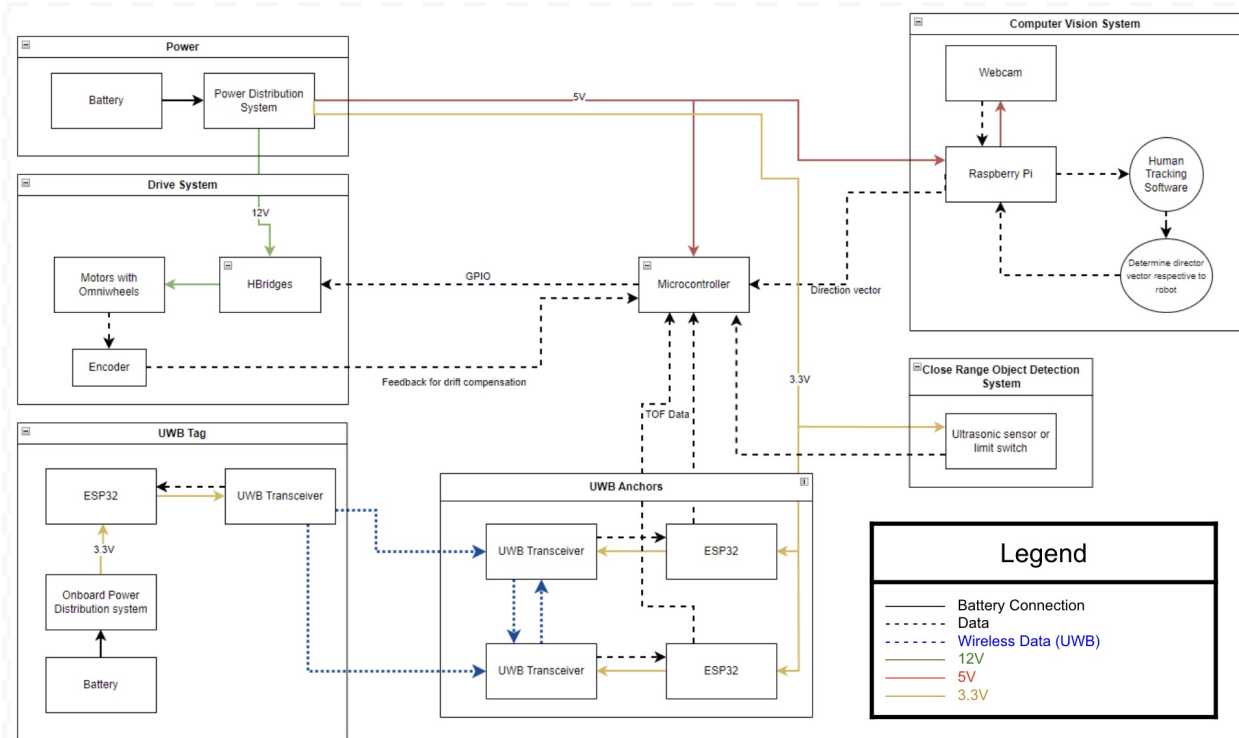 Power
Battery
Power Distribution
System
5V
Computer Vision System
Webcam
Raspberry Pi
Human
Tracking
Software
Determine director
vector respective to
robot
Drive System
12V
Motors with
Omniwheels
HBridges
Encoder
GPIO
Microcontroller
Direction vector
Feedback for drift compensation
3.3V
TOF Data
Close Range Object Detection
System
Ultrasonic sensor or
limit switch
UWB Tag
ESP32
UWB Transceiver
3.3V
Onboard Power
Distribution system
Battery
UWB Anchors
UWB Transceiver
ESP32
UWB Transceiver
ESP32
Legend
Battery Connection
Data
Wireless Data (UWB)
12V
5V
3.3V